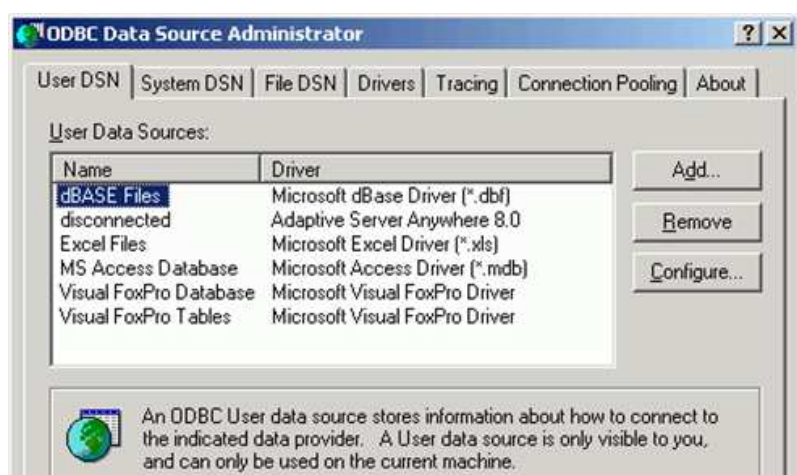 ODBC Data Source Administrator
User DSN System DSN File DSN Drivers Tracing Connection Pooling About
User Data Sources:
Name Driver
dBASE Files Microsoft dBase Driver (*.dbf)
disconnected Adaptive Server Anywhere 8.0
Excel Files Microsoft Excel Driver (*.xls)
MS Access Database Microsoft Access Driver (*.mdb)
Visual FoxPro Database Microsoft Visual FoxPro Driver
Visual FoxPro Tables Microsoft Visual FoxPro Driver
Add...
Remove
Configure...
An ODBC User data source stores information about how to connect to
the indicated data provider. A User data source is only visible to you,
and can only be used on the current machine.